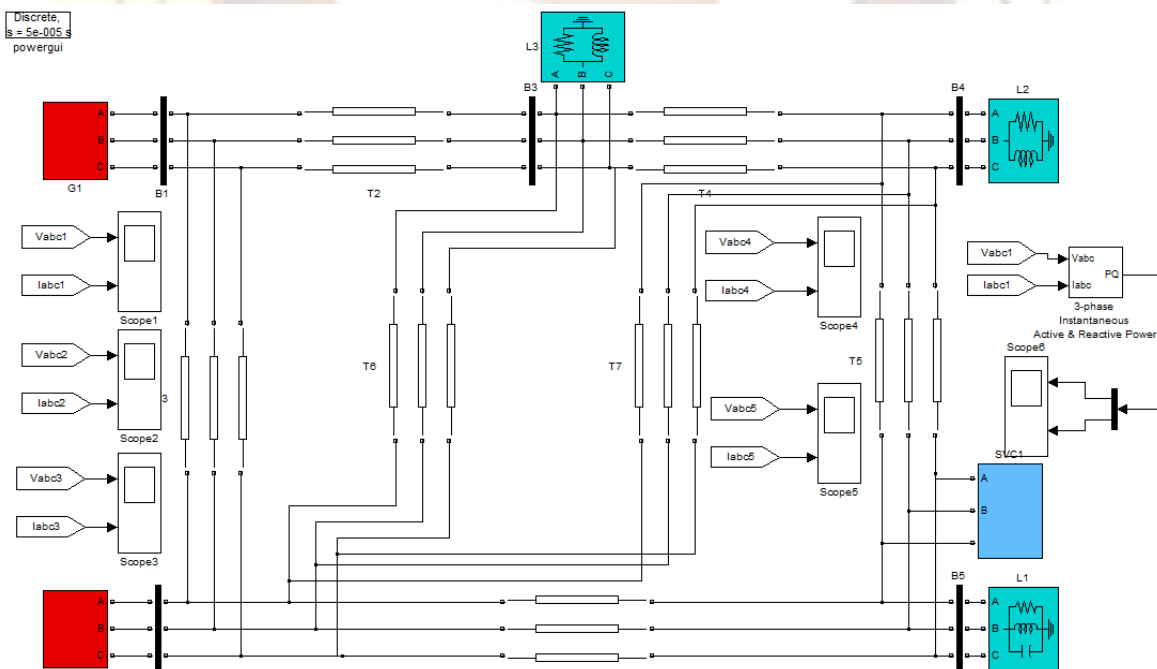 Discrete,
s = 5e-005 s
powergui
L3
A B C
B3
B4
L2
A
B
C
G1
B1
T2
T4
A
B
C
Vabc1
Iabc1
Scope1
Vabc2
Iabc2
3
Scope2
Vabc3
Iabc3
Scope3
T6
T7
T5
Vabc4
Iabc4
Scope4
Vabc5
Iabc5
Scope5
Vabc1
Iabc1
Vabc
Iabc
PQ
3-phase
Instantaneous
Active & Reactive Power
Scope6
SVC1
A
B
B5
L1
A
B
C
A
B
C